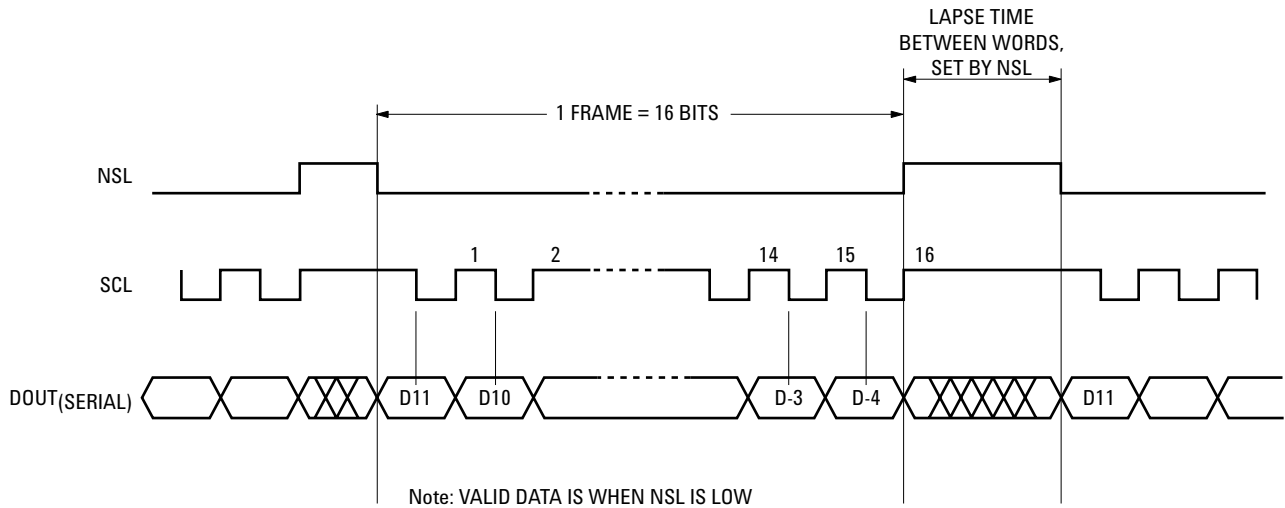 LAPSE TIME
BETWEEN WORDS,
SET BY NSL
1 FRAME = 16 BITS
NSL
1 2 14 15 16
SCL
DOUT(SERIAL) D11 D10 D-3 D-4 D11
Note: VALID DATA IS WHEN NSL IS LOW